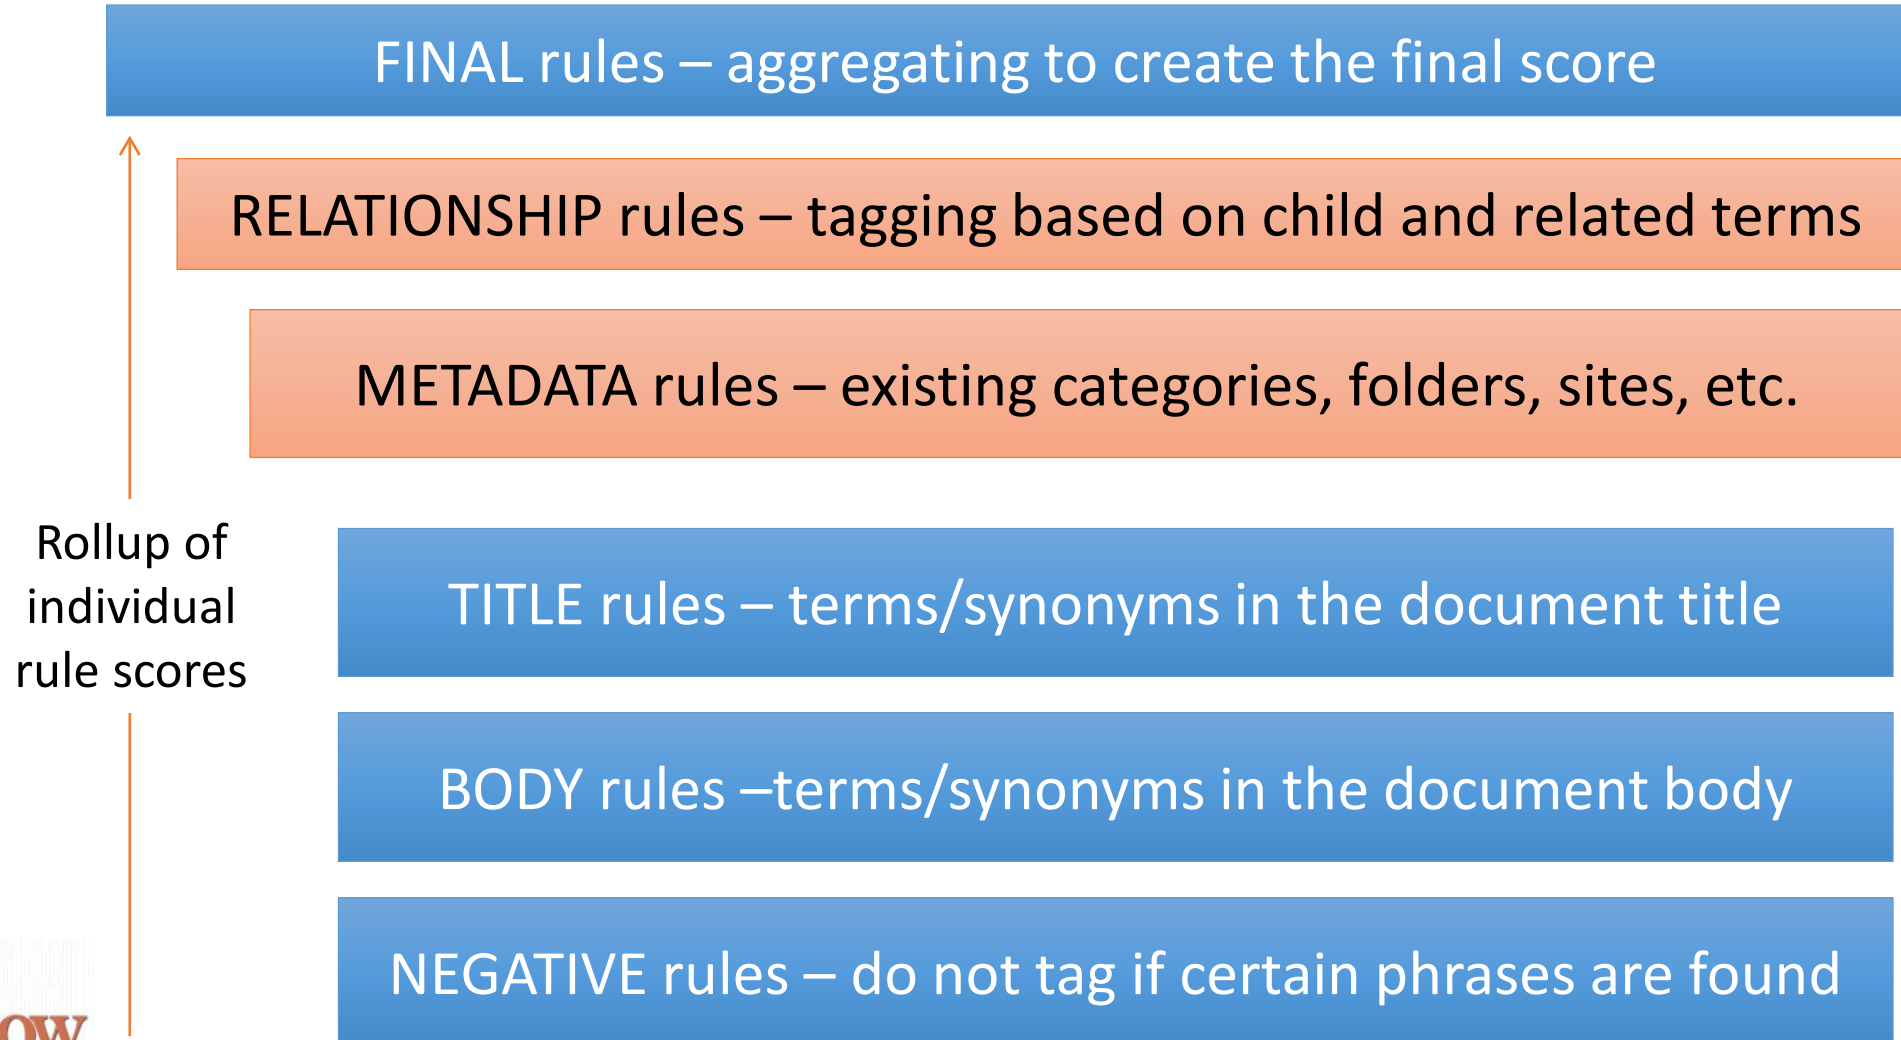 FINAL rules – aggregating to create the final score
RELATIONSHIP rules – tagging based on child and related terms
METADATA rules – existing categories, folders, sites, etc.
Rollup of
individual
rule scores
TITLE rules – terms/synonyms in the document title
BODY rules –terms/synonyms in the document body
NEGATIVE rules – do not tag if certain phrases are found